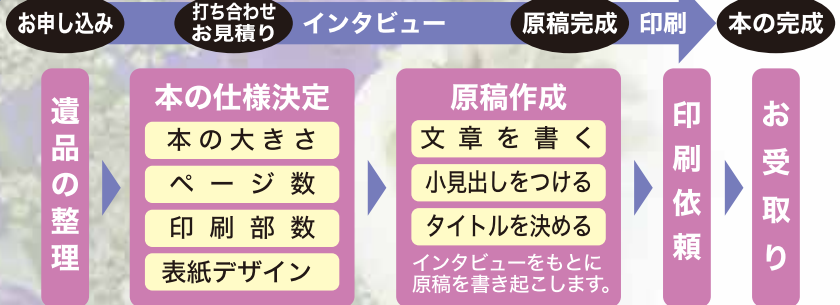 お申し込み
打ち合わせ
お見積り
インタビュー
原稿完成
印刷
本の完成
遺品の整理
本の仕様決定
本の大きさ
ページ数
印刷部数
表紙デザイン
原稿作成
文章を書く
小見出しをつける
タイトルを決める
インタビューをもとに
原稿を書き起こします。
印刷依頼
お受取り